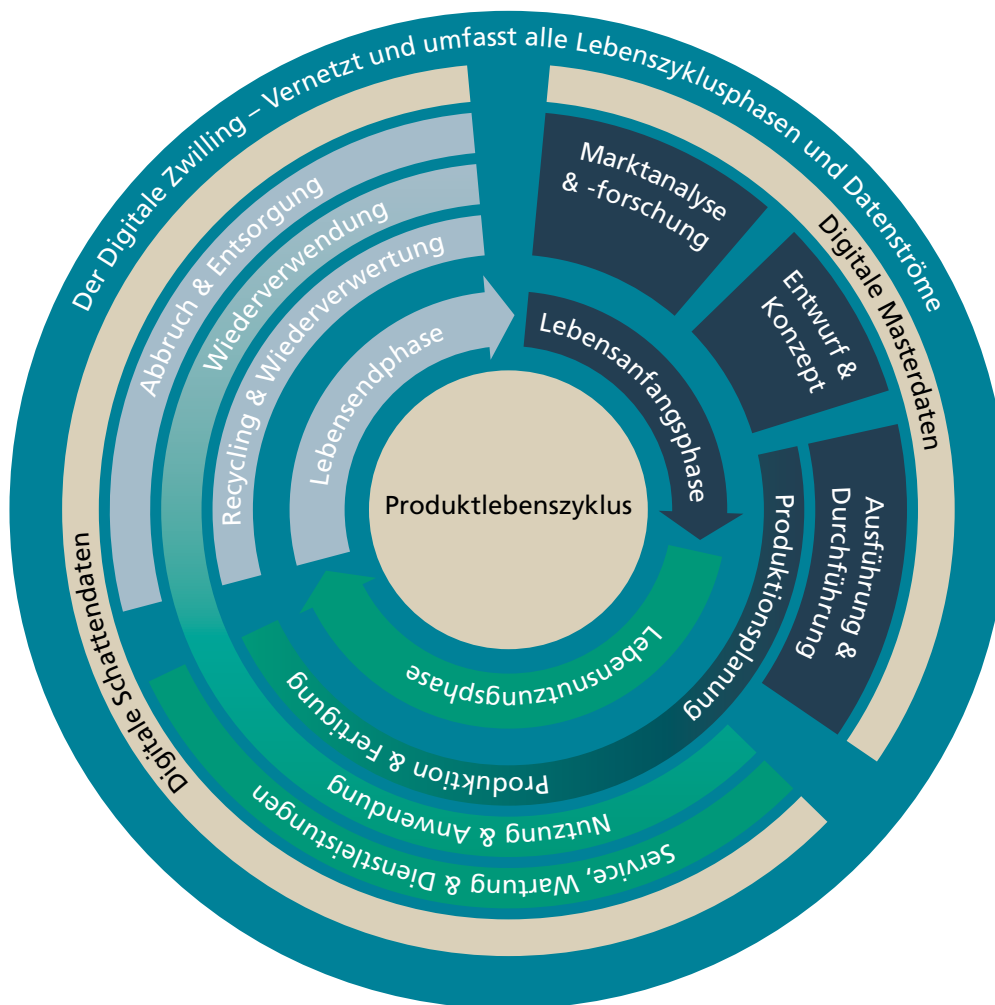 Der Digitale Zwilling – Vernetzt und umfasst alle Lebenszyklusphasen und Datenströme
Digitale Masterdaten
Digitale Schattendaten
Marktanalyse
& -forschung
Entwurf &
Konzept
Ausführung &
Durchführung
Produktionsplanung
Produktion & Fertigung
Nutzung & Anwendung
Service, Wartung & Dienstleistungen
Abbruch & Entsorgung
Wiederverwendung
Recycling & Wiederverwertung
Lebensendphase
Lebensanfangsphase
Lebensnutzungsphase
Produktlebenszyklus